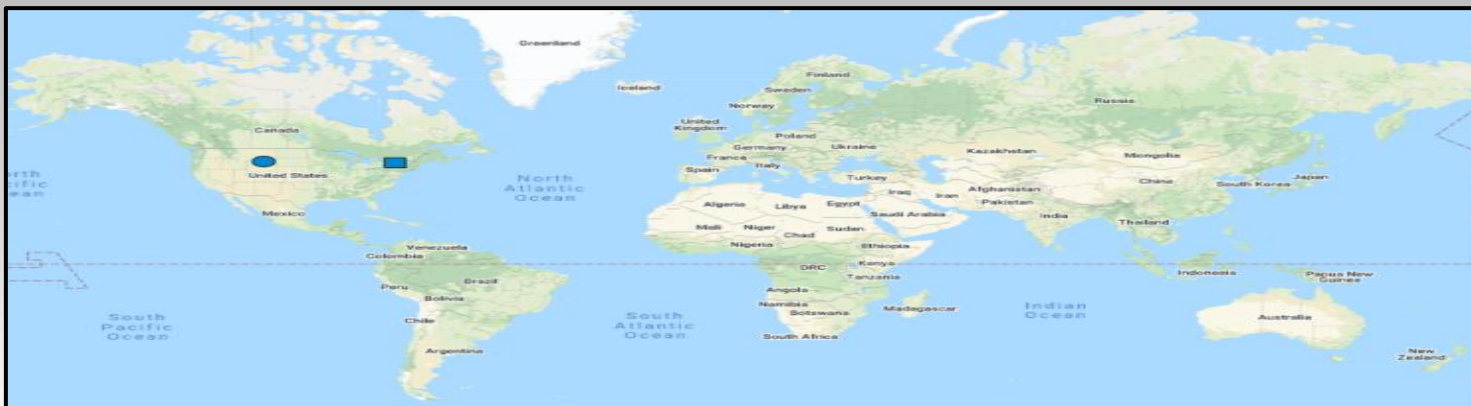 Greenland
Iceland
Finland
Sweden
Norway
Russia
United
Kingdom
Canada
Poland
Germany
Ukraine
France
Kazakhstan
Mongolia
Italy
Spain
United States
North
Atlantic
Ocean
Turkey
China
Japan
South Korea
Iraq
Iran
Afghanistan
Pakistan
Algeria
Libya
Egypt
Saudi Arabia
India
Mexico
Mali
Niger
Chad
Sudan
Thailand
Nigeria
Ethiopia
Venezuela
Colombia
DRC
Kenya
Tanzania
Indonesia
Papua New
Guinea
Peru
Brazil
Angola
Bolivia
Namibia
Botswana
Madagascar
Indian
Ocean
South
Pacific
Ocean
South
Atlantic
Ocean
Chile
Australia
South Africa
Argentina
New
Zealand